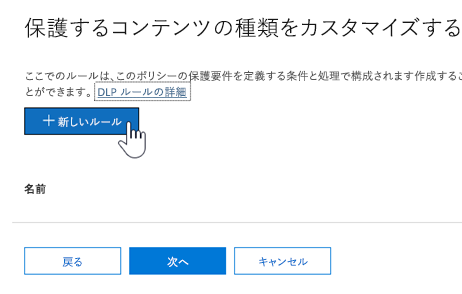 保護するコンテンツの種類をカスタマイズする
ここでのルールは、このポリシーの保護要件を定義する条件と処理で構成されます作成するこ
とができます。 DLP ルールの詳細
＋ 新しいルール
名前
戻る 次へ キャンセル